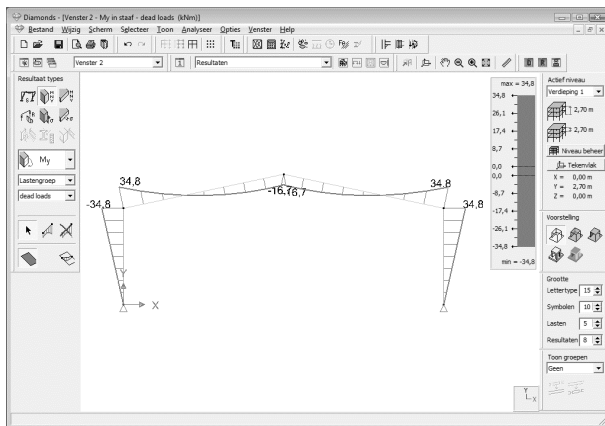 Diamonds - [Venster 2 - My in staaf - dead loads (kNm)]
Bestand Wijzig Scherm Selecteer Toon Analyseer Opties Venster Help
Venster 2
Resultaten
Resultaat types
My
Lastengroep
dead loads
34,8
-34,8
-16,7
-16,7
34,8
34,8
Y
X
max = 34,8
34,8
26,1
17,4
8,7
0,0
0,0
-8,7
-17,4
-26,1
-34,8
min = -34,8
Actief niveau
Verdieping 1
2,70 m
2,70 m
Niveau beheer
Tekenvlak
X = 0,00 m
Y = 2,70 m
Z = 0,00 m
Voorstelling
Grootte
Lettertype 15
Symbolen 10
Lasten 5
Resultaten 8
Toon groepen
Geen
Y
X